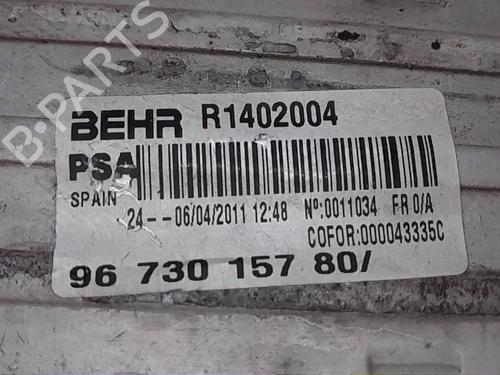 B-PARTS
BEHR R1402004
PSA
SPAIN
24--06/04/2011 12:48 Nº:0011034 FR 0/A
COFOR:000043335C
96 730 157 80/